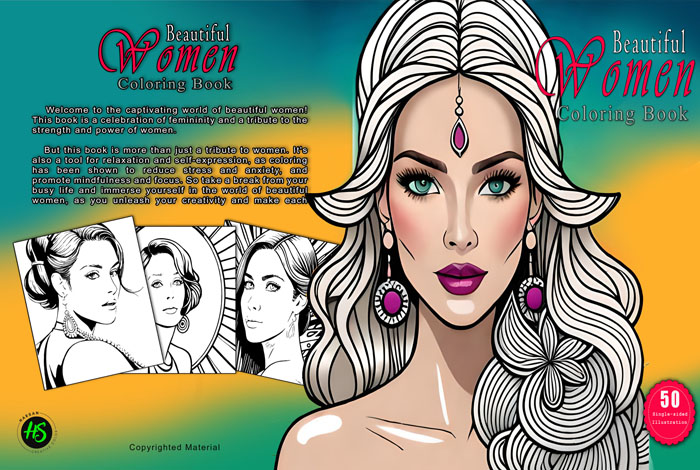 Beautiful
Women
Coloring Book
Welcome to the captivating world of beautiful women!
This book is a celebration of femininity and a tribute to the
strength and power of women.
But this book is more than just a tribute to women. It's
also a tool for relaxation and self-expression, as coloring
has been shown to reduce stress and anxiety, and
promote mindfulness and focus. So take a break from your
busy life and immerse yourself in the world of beautiful
women, as you unleash your creativity and make each
HASSAN
HS
Copyrighted Material
Beautiful
Women
Coloring Book
50
Single-sided
Illustration